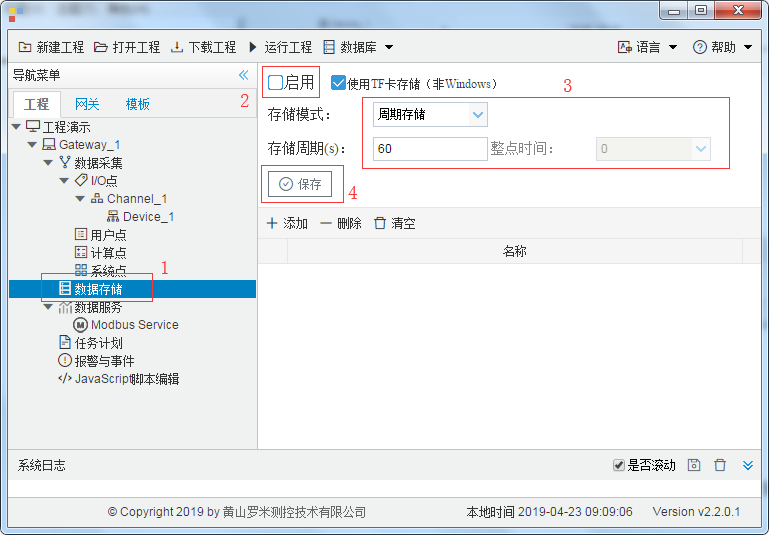 新建工程 打开工程 下载工程 运行工程 数据库 语言 帮助
导航菜单
启用 使用TF卡存储（非Windows） 3
工程 网关 模板 2
存储模式： 周期存储
工程演示
Gateway_1
存储周期(s)： 60 整点时间： 0
数据采集
I/O点
保存 4
Channel_1
Device_1
添加 删除 清空
用户点
计算点
名称
系统点 1
数据存储
数据服务
Modbus Service
任务计划
报警与事件
JavaScript脚本编辑
系统日志 是否滚动
© Copyright 2019 by 黄山罗米测控技术有限公司 本地时间 2019-04-23 09:09:06 Version v2.2.0.1